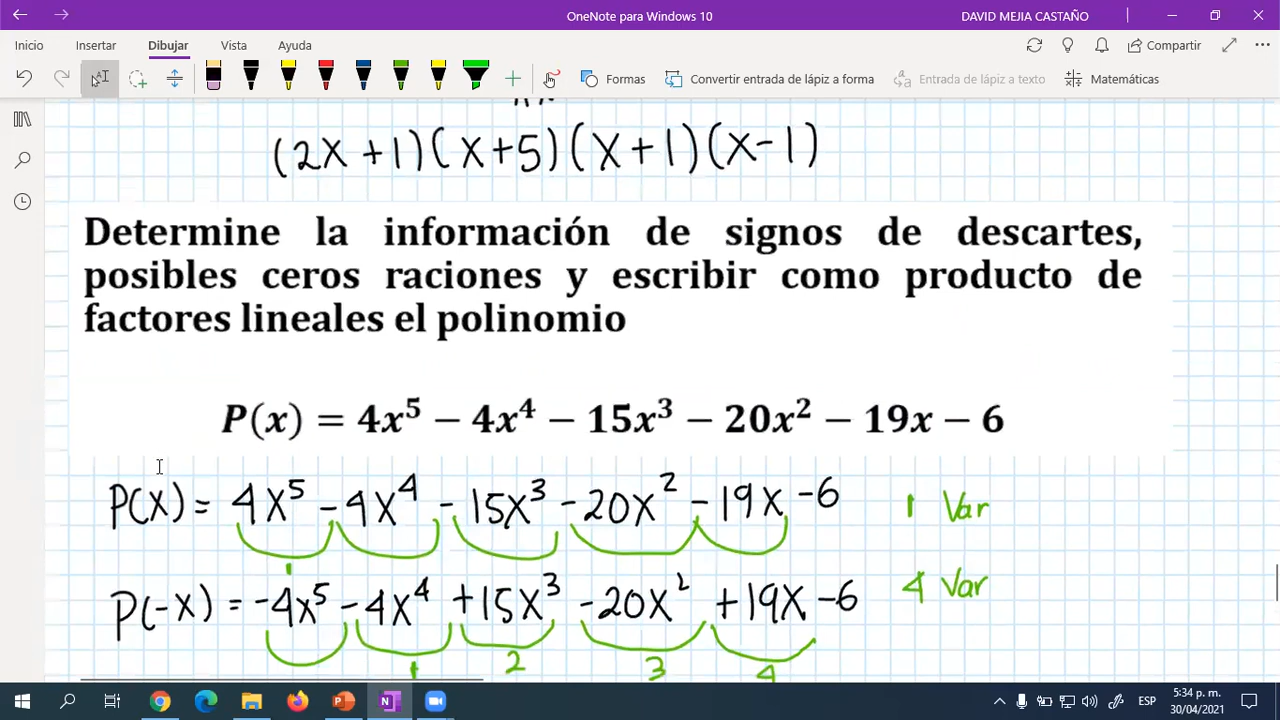 OneNote para Windows 10
DAVID MEJIA CASTAÑO
Inicio Insertar Dibujar Vista Ayuda
Compartir
Formas Convertir entrada de lápiz a forma Entrada de lápiz a texto Matemáticas
(2x+1)(x+5)(x+1)(x-1)
Determine la información de signos de descartes,
posibles ceros raciones y escribir como producto de
factores lineales el polinomio
P(x) = 4x⁵ − 4x⁴ − 15x³ − 20x² − 19x − 6
P(x) = 4x⁵ -4x⁴ -15x³ -20x² -19x -6 1 Var
1
P(-x) = -4x⁵ -4x⁴ +15x³ -20x² +19x -6 4 Var
1 2 3 4
ESP
5:34 p. m.
30/04/2021